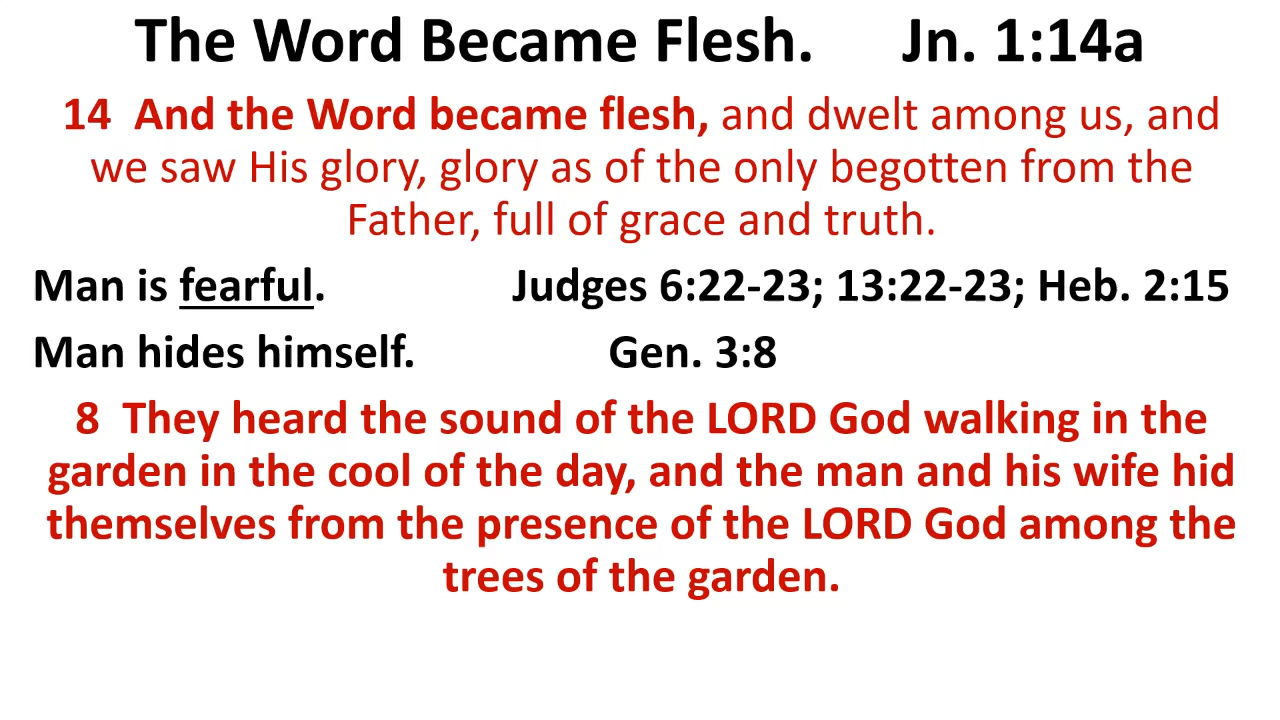 The Word Became Flesh. Jn. 1:14a
14 And the Word became flesh, and dwelt among us, and
we saw His glory, glory as of the only begotten from the
Father, full of grace and truth.
Man is fearful. Judges 6:22-23; 13:22-23; Heb. 2:15
Man hides himself. Gen. 3:8
8 They heard the sound of the LORD God walking in the
garden in the cool of the day, and the man and his wife hid
themselves from the presence of the LORD God among the
trees of the garden.